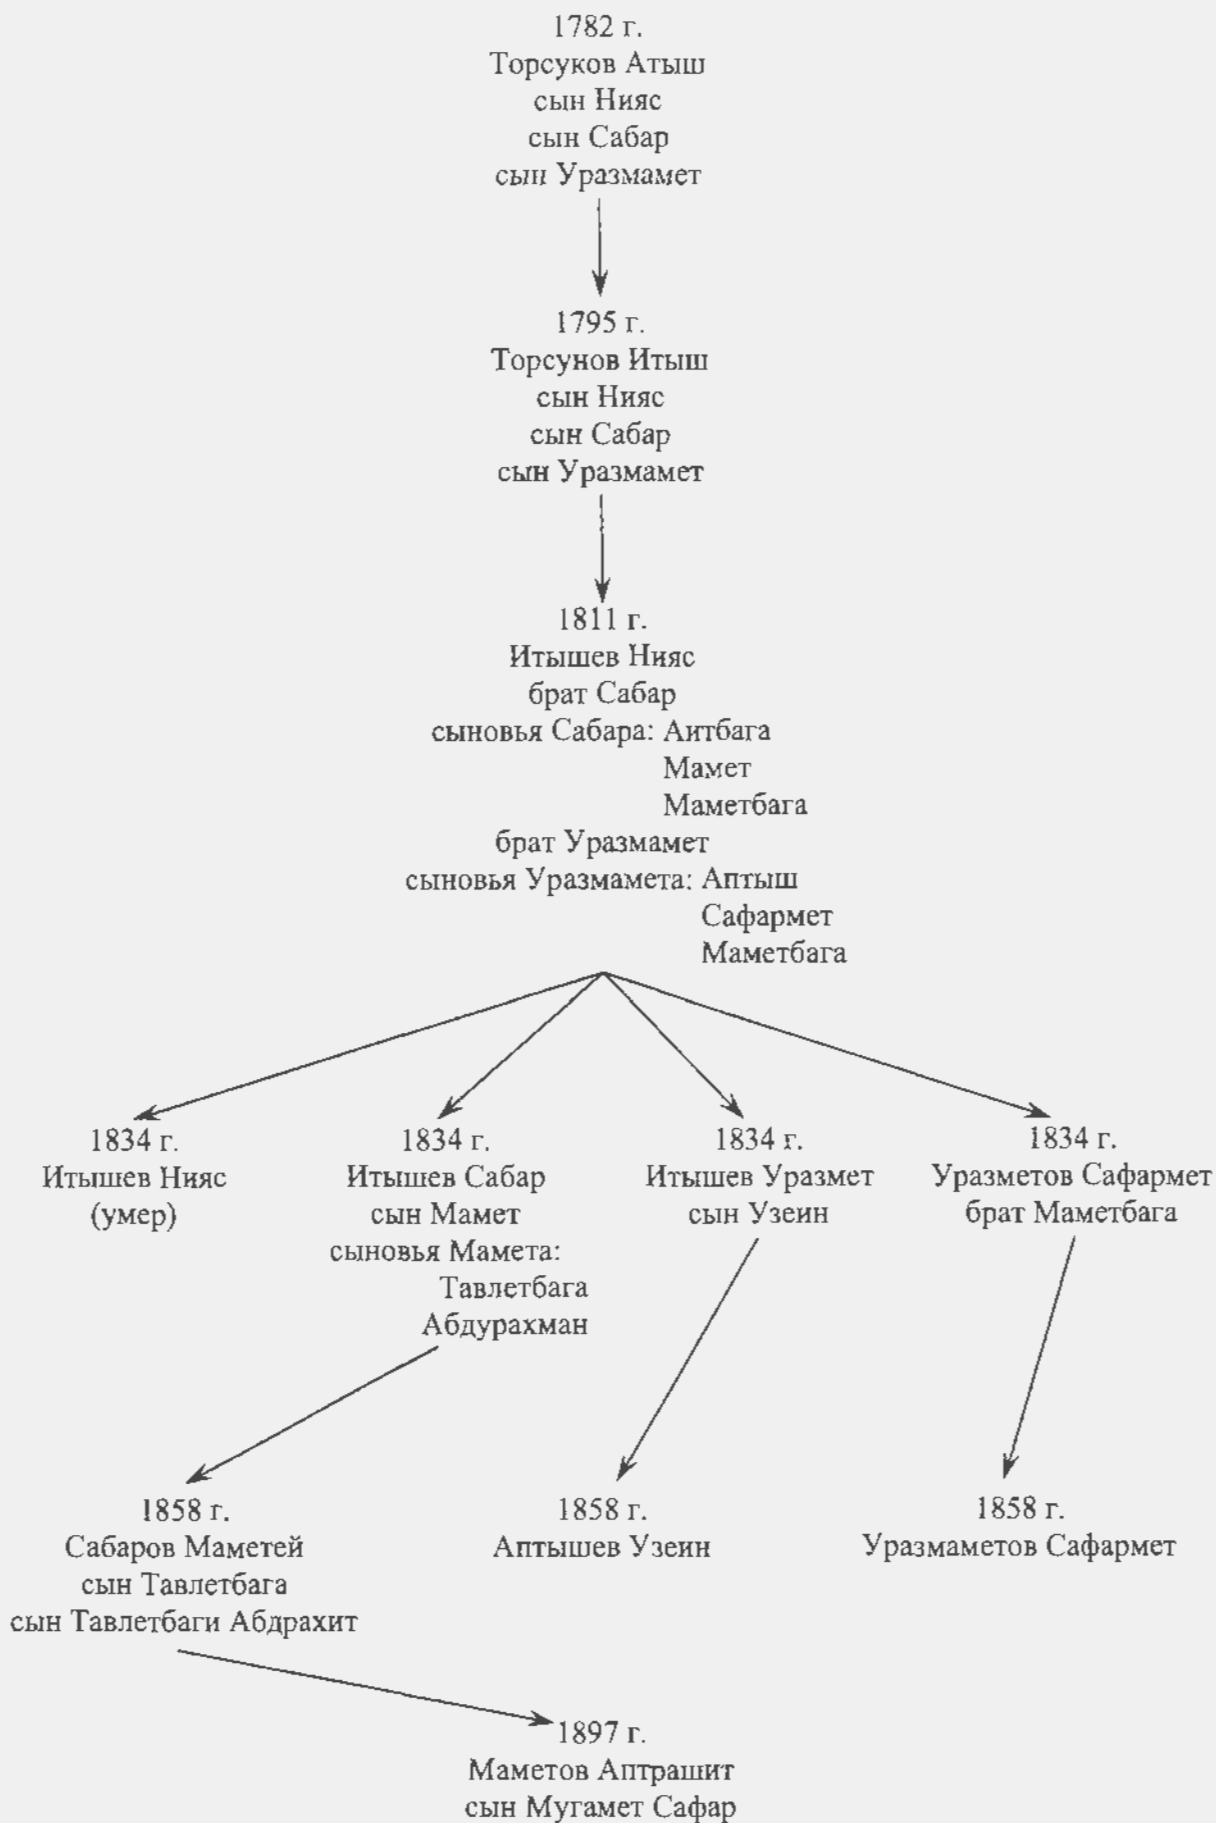 1782 г.
Торсуков Атыш
сын Нияс
сын Сабар
сын Уразмамет
1795 г.
Торсунов Итыш
сын Нияс
сын Сабар
сын Уразмамет
1811 г.
Итышев Нияс
брат Сабар
сыновья Сабара: Аитбага
Мамет
Маметбага
брат Уразмамет
сыновья Уразмамета: Аптыш
Сафармет
Маметбага
1834 г.
Итышев Нияс
(умер)
1834 г.
Итышев Сабар
сын Мамет
сыновья Мамета:
Тавлетбага
Абдурахман
1834 г.
Итышев Уразмет
сын Узеин
1834 г.
Уразметов Сафармет
брат Маметбага
1858 г.
Сабаров Маметей
сын Тавлетбага
сын Тавлетбаги Абдрахит
1858 г.
Аптышев Узеин
1858 г.
Уразмаметов Сафармет
1897 г.
Маметов Аптрашит
сын Мугамет Сафар